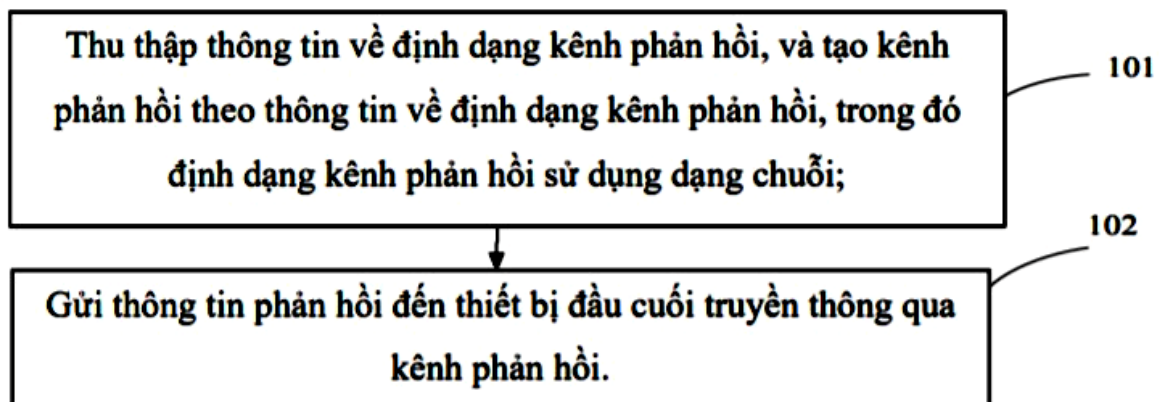 Thu thập thông tin về định dạng kênh phản hồi, và tạo kênh
phản hồi theo thông tin về định dạng kênh phản hồi, trong đó
định dạng kênh phản hồi sử dụng dạng chuỗi;
101
102
Gửi thông tin phản hồi đến thiết bị đầu cuối truyền thông qua
kênh phản hồi.